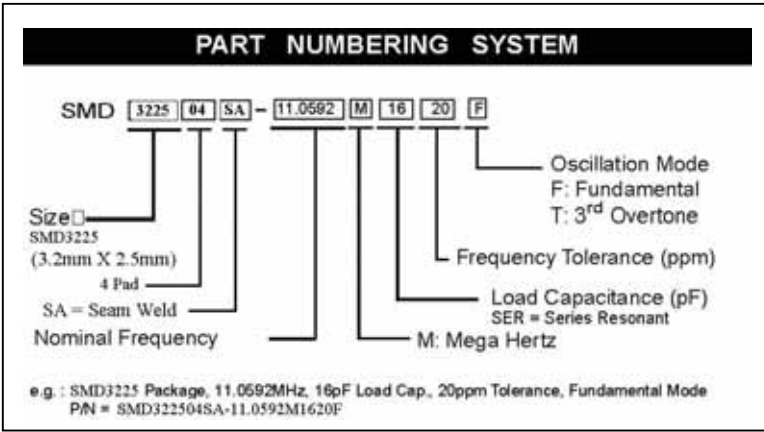 PART NUMBERING SYSTEM
SMD 3225 04 SA - 11.0592 M 16 20 F
Oscillation Mode
F: Fundamental
T: 3rd Overtone
Size□
SMD3225
(3.2mm X 2.5mm)
Frequency Tolerance (ppm)
4 Pad
Load Capacitance (pF)
SER = Series Resonant
SA = Seam Weld
Nominal Frequency
M: Mega Hertz
e.g. : SMD3225 Package, 11.0592MHz, 16pF Load Cap., 20ppm Tolerance, Fundamental Mode
P/N = SMD322504SA-11.0592M1620F